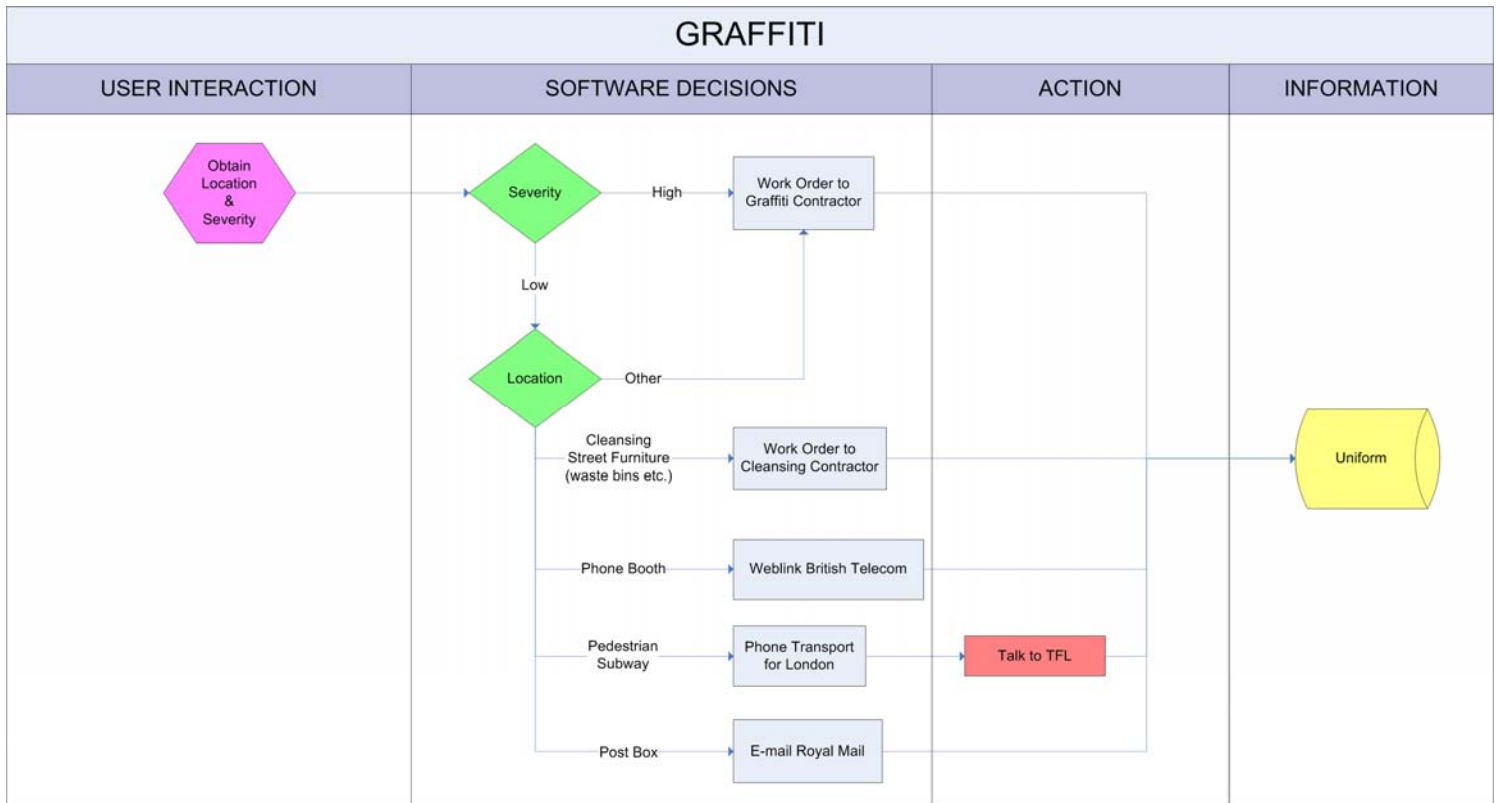 GRAFFITI
USER INTERACTION
SOFTWARE DECISIONS
ACTION
INFORMATION
Obtain
Location
&
Severity
Severity
High
Work Order to
Graffiti Contractor
Low
Location
Other
Cleansing
Street Furniture
(waste bins etc.)
Work Order to
Cleansing Contractor
Uniform
Phone Booth
Weblink British Telecom
Pedestrian
Subway
Phone Transport
for London
Talk to TFL
Post Box
E-mail Royal Mail